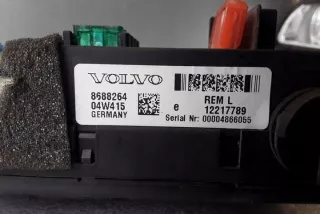 VOLVO
8688264
04W415
GERMANY
e
REM L
12217789
Serial Nr: 00004866055